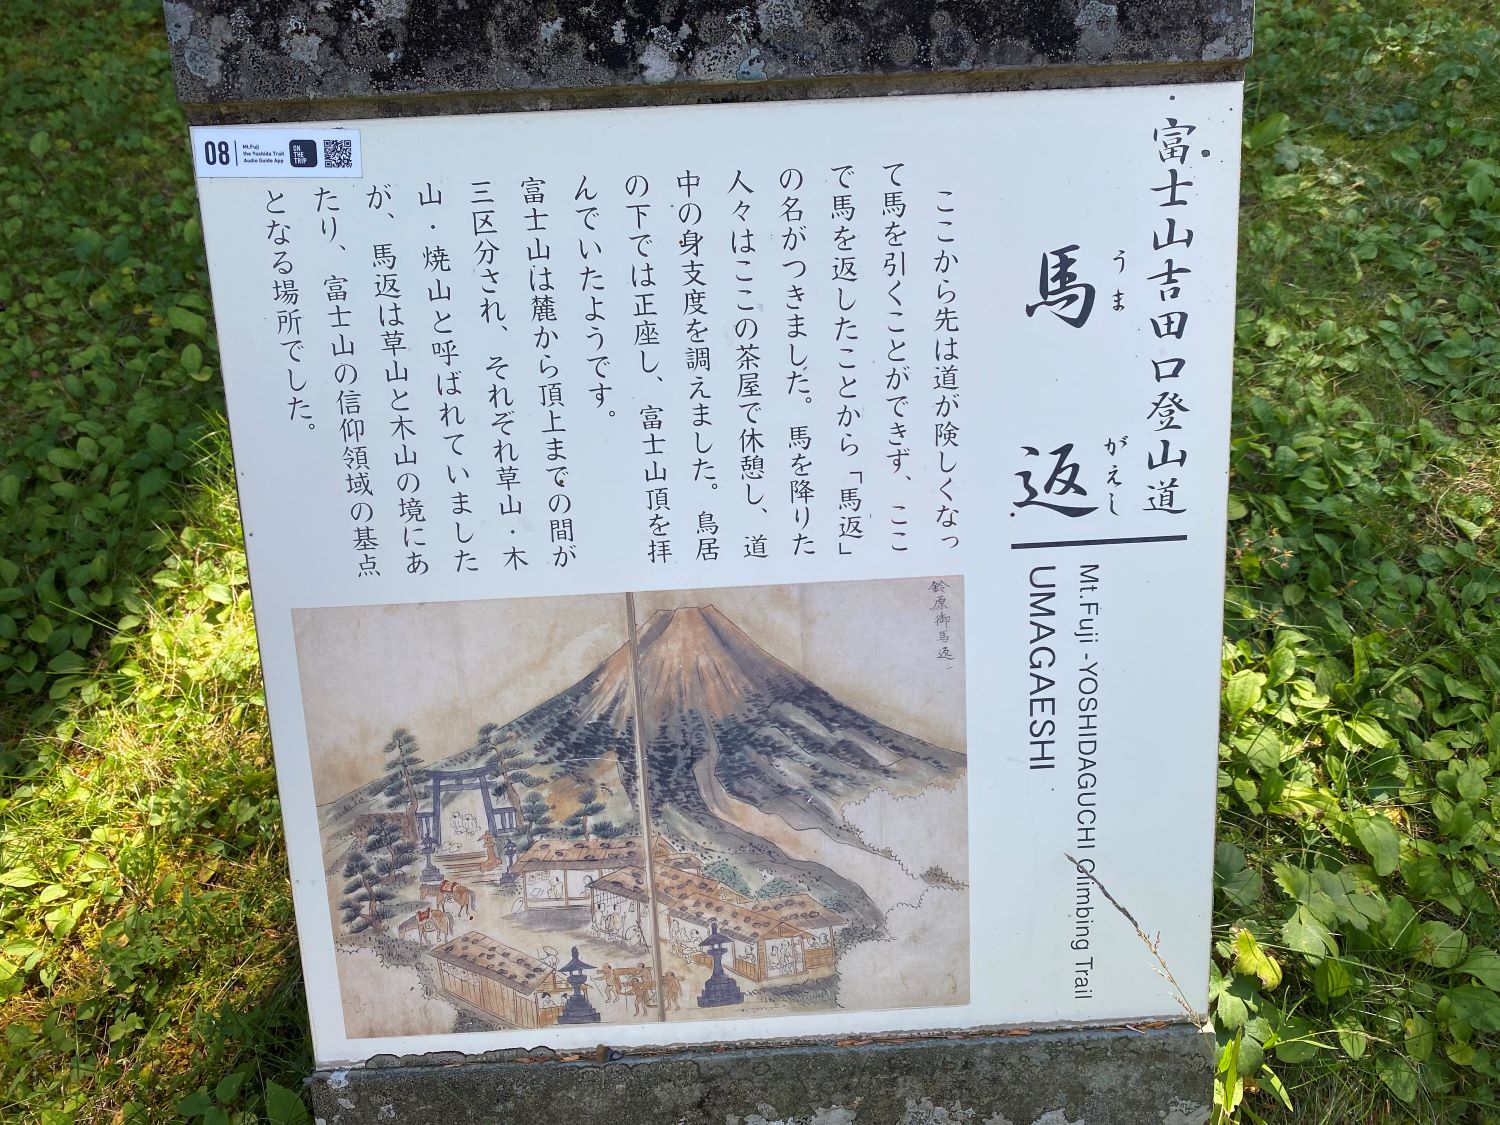 08
Mt.Fuji
the Yoshida Trail
Audio Guide App
ON
THE
TRIP
富士山吉田口登山道
うま がえし
馬返
Mt.Fuji -YOSHIDAGUCHI Climbing Trail
UMAGAESHI
ここから先は道が険しくなっ
て馬を引くことができず、ここ
で馬を返したことから「馬返」
の名がつきました。馬を降りた
人々はここの茶屋で休憩し、道
中の身支度を調えました。鳥居
の下では正座し、富士山頂を拝
んでいたようです。
富士山は麓から頂上までの間が
三区分され、それぞれ草山・木
山・焼山と呼ばれていました
が、馬返は草山と木山の境にあ
たり、富士山の信仰領域の基点
となる場所でした。
鈴原御馬返シ